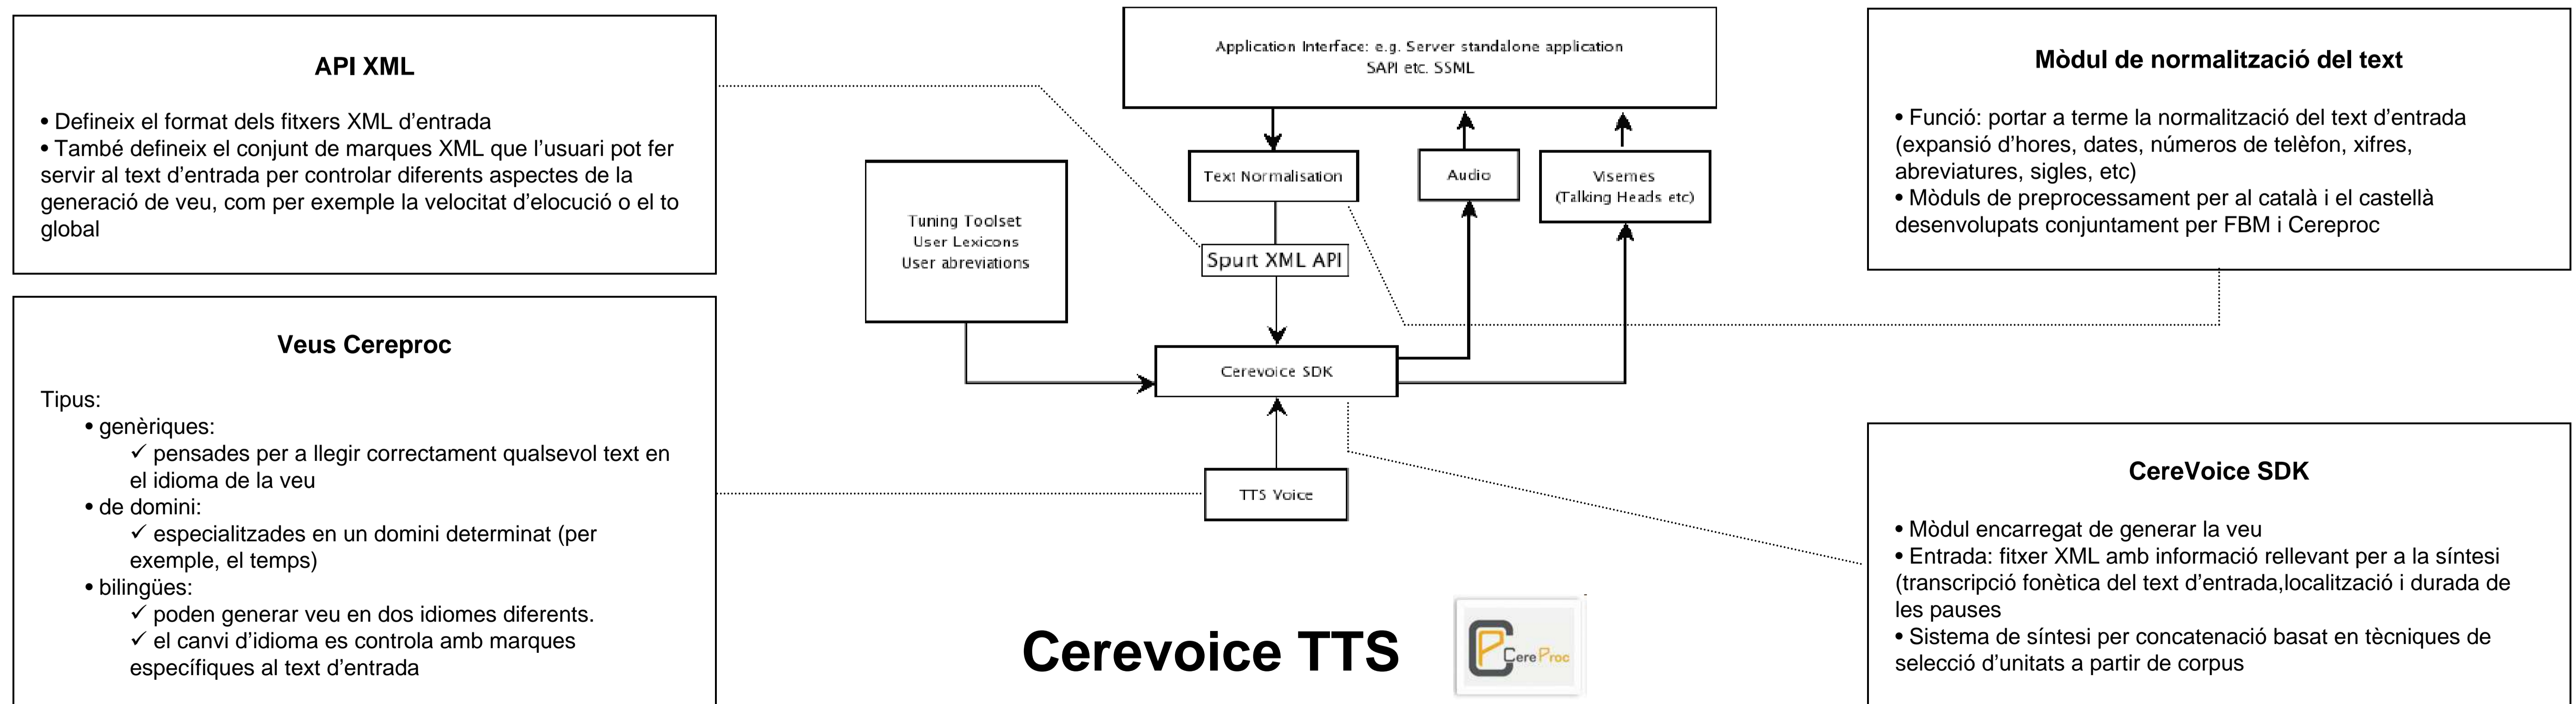 API XML
• Defineix el format dels fitxers XML d’entrada
• També defineix el conjunt de marques XML que l’usuari pot fer
servir al text d’entrada per controlar diferents aspectes de la
generació de veu, com per exemple la velocitat d’elocució o el to
global
Veus Cereproc
Tipus:
• genèriques:
✓ pensades per a llegir correctament qualsevol text en
el idioma de la veu
• de domini:
✓ especialitzades en un domini determinat (per
exemple, el temps)
• bilingües:
✓ poden generar veu en dos idiomes diferents.
✓ el canvi d’idioma es controla amb marques
específiques al text d’entrada
Application Interface: e.g. Server standalone application
SAPI etc. SSML
Text Normalisation
Audio
Visemes
(Talking Heads etc)
Tuning Toolset
User Lexicons
User abreviations
Spurt XML API
Cerevoice SDK
TTS Voice
Cerevoice TTS
CereProc
Mòdul de normalització del text
• Funció: portar a terme la normalització del text d’entrada
(expansió d’hores, dates, números de telèfon, xifres,
abreviatures, sigles, etc)
• Mòduls de preprocessament per al català i el castellà
desenvolupats conjuntament per FBM i Cereproc
CereVoice SDK
• Mòdul encarregat de generar la veu
• Entrada: fitxer XML amb informació rellevant per a la síntesi
(transcripció fonètica del text d’entrada,localització i durada de
les pauses
• Sistema de síntesi per concatenació basat en tècniques de
selecció d’unitats a partir de corpus